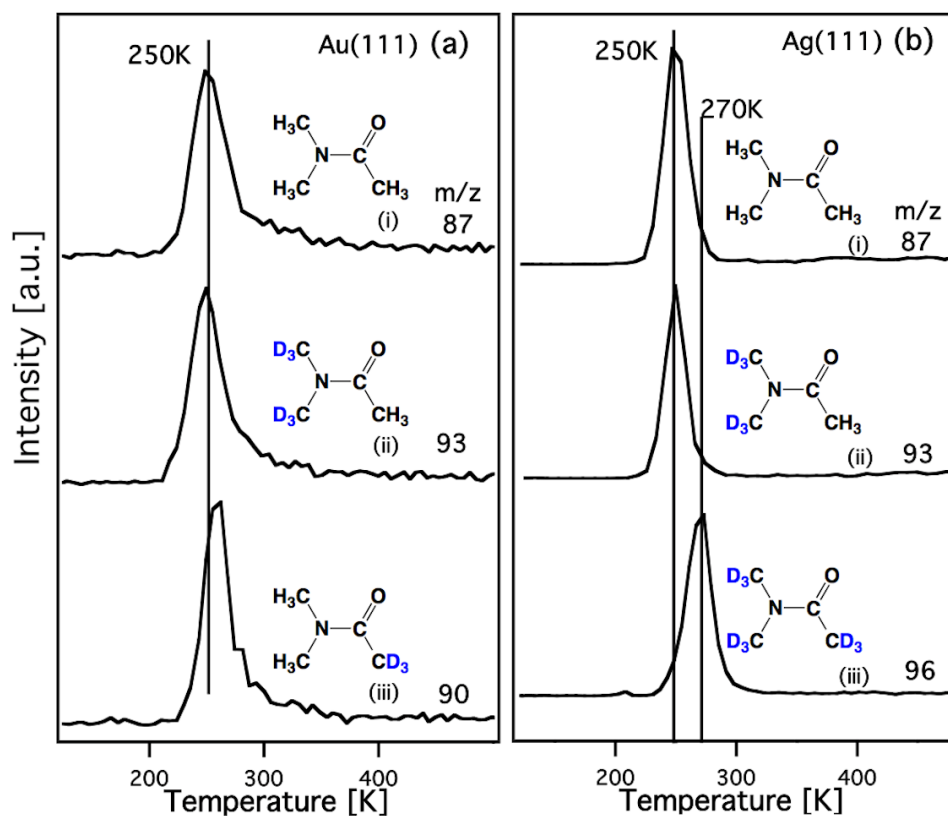 Intensity [a.u.]
Au(111) (a)
250K
H₃C
O
N
C
H₃C
CH₃
(i)
m/z
87
D₃C
O
N
C
D₃C
CH₃
(ii)
93
H₃C
O
N
C
H₃C
CD₃
(iii)
90
200 300 400
Temperature [K]
Ag(111) (b)
250K
270K
H₃C
O
N
C
H₃C
CH₃
(i)
m/z
87
D₃C
O
N
C
D₃C
CH₃
(ii)
93
D₃C
O
N
C
D₃C
CD₃
(iii)
96
200 300 400
Temperature [K]